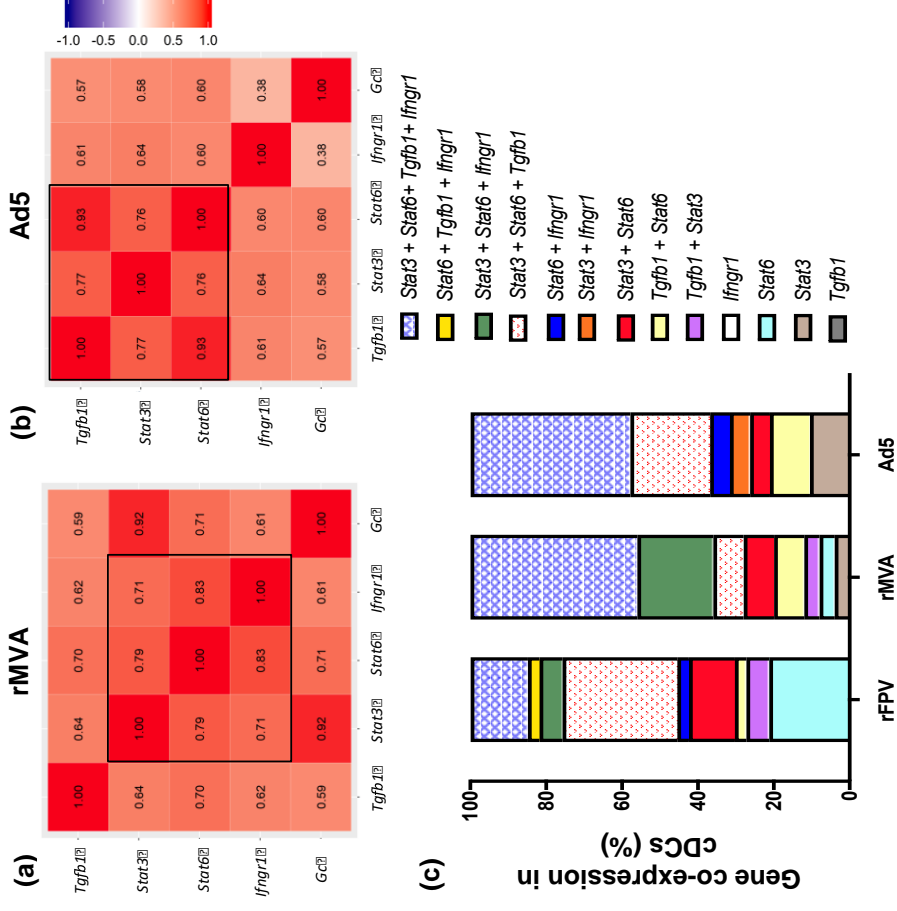 (a)
rMVA
Tgfb1 1.00 0.64 0.70 0.62 0.59
Stat3 0.64 1.00 0.79 0.71 0.92
Stat6 0.70 0.79 1.00 0.83 0.71
Ifngr1 0.62 0.71 0.83 1.00 0.61
Gc 0.59 0.92 0.71 0.61 1.00
Tgfb1 Stat3 Stat6 Ifngr1 Gc
(b)
Ad5
Tgfb1 1.00 0.77 0.93 0.61 0.57
Stat3 0.77 1.00 0.76 0.64 0.58
Stat6 0.93 0.76 1.00 0.60 0.60
Ifngr1 0.61 0.64 0.60 1.00 0.38
Gc 0.57 0.58 0.60 0.38 1.00
Tgfb1 Stat3 Stat6 Ifngr1 Gc
-1.0 -0.5 0.0 0.5 1.0
(c)
Gene co-expression in
cDCs (%)
100
80
60
40
20
0
rFPV rMVA Ad5
Stat3 + Stat6+ Tgfb1+ Ifngr1
Stat6 + Tgfb1 + Ifngr1
Stat3 + Stat6 + Ifngr1
Stat3 + Stat6 + Tgfb1
Stat6 + Ifngr1
Stat3 + Ifngr1
Stat3 + Stat6
Tgfb1 + Stat6
Tgfb1 + Stat3
Ifngr1
Stat6
Stat3
Tgfb1